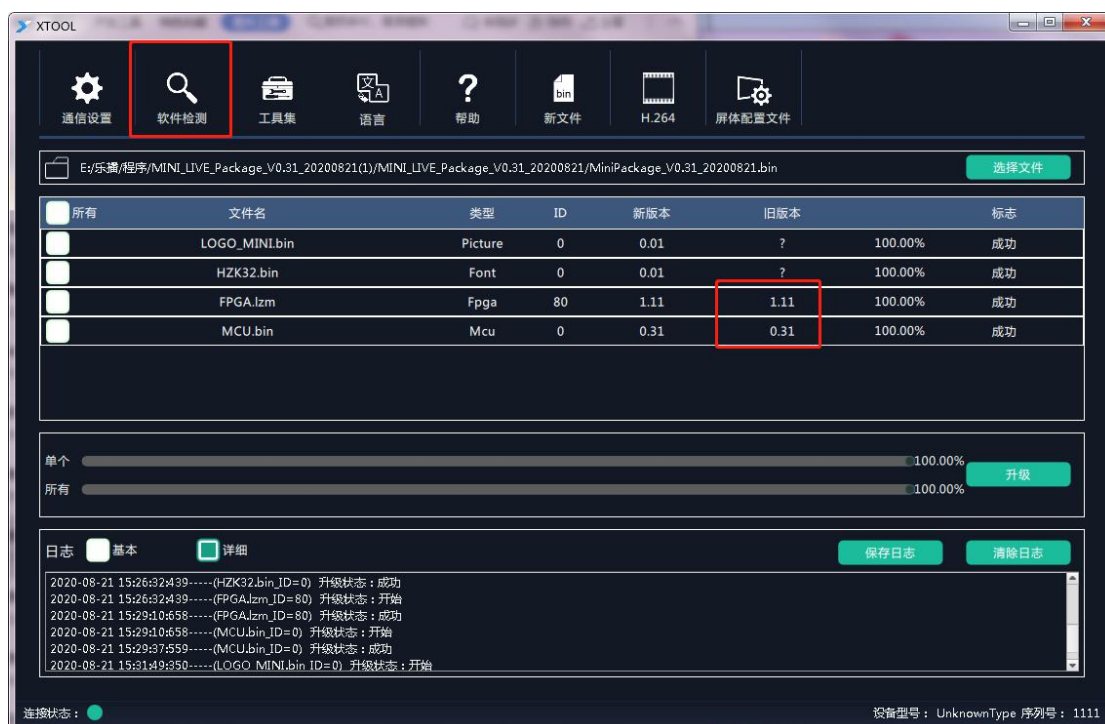 XTOOL
通信设置 软件检测 工具集 语言 帮助 新文件 H.264 屏体配置文件
文 A
?
bin
E:/乐播/程序/MINI_LIVE_Package_V0.31_20200821(1)/MINI_LIVE_Package_V0.31_20200821/MiniPackage_V0.31_20200821.bin 选择文件
所有 文件名 类型 ID 新版本 旧版本 标志
LOGO_MINI.bin Picture 0 0.01 ? 100.00% 成功
HZK32.bin Font 0 0.01 ? 100.00% 成功
FPGA.lzm Fpga 80 1.11 1.11 100.00% 成功
MCU.bin Mcu 0 0.31 0.31 100.00% 成功
单个 100.00%
升级
所有 100.00%
日志 基本 详细 保存日志 清除日志
2020-08-21 15:26:32:439-----(HZK32.bin_ID=0) 升级状态：成功
2020-08-21 15:26:32:439-----(FPGA.lzm_ID=80) 升级状态：开始
2020-08-21 15:29:10:658-----(FPGA.lzm_ID=80) 升级状态：成功
2020-08-21 15:29:10:658-----(MCU.bin_ID=0) 升级状态：开始
2020-08-21 15:29:37:559-----(MCU.bin_ID=0) 升级状态：成功
2020-08-21 15:31:49:350-----(LOGO_MINI.bin_ID=0) 升级状态：开始
连接状态： 设备型号： UnknownType 序列号： 1111